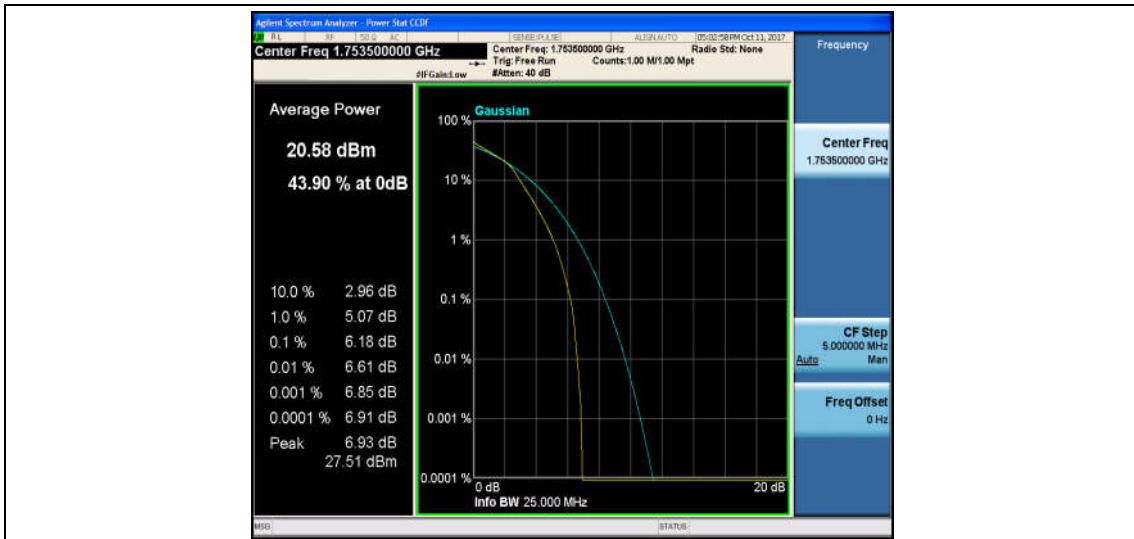 Agilent Spectrum Analyzer - Power Stat CCDF
RL RF 50 Ω AC SENSE:PULSE ALIGNAUTO 05:02:58PM Oct 11, 2017
Center Freq 1.753500000 GHz
Center Freq: 1.753500000 GHz Radio Std: None
Trig: Free Run Counts:1.00 M/1.00 Mpt
#IFGain:Low #Atten: 40 dB
Frequency
Average Power
20.58 dBm
43.90 % at 0dB
10.0 % 2.96 dB
1.0 % 5.07 dB
0.1 % 6.18 dB
0.01 % 6.61 dB
0.001 % 6.85 dB
0.0001 % 6.91 dB
Peak 6.93 dB
27.51 dBm
Gaussian
100 %
10 %
1 %
0.1 %
0.01 %
0.001 %
0.0001 %
0 dB 20 dB
Info BW 25.000 MHz
Center Freq
1.753500000 GHz
CF Step
5.000000 MHz
Auto Man
Freq Offset
0 Hz
MSG STATUS